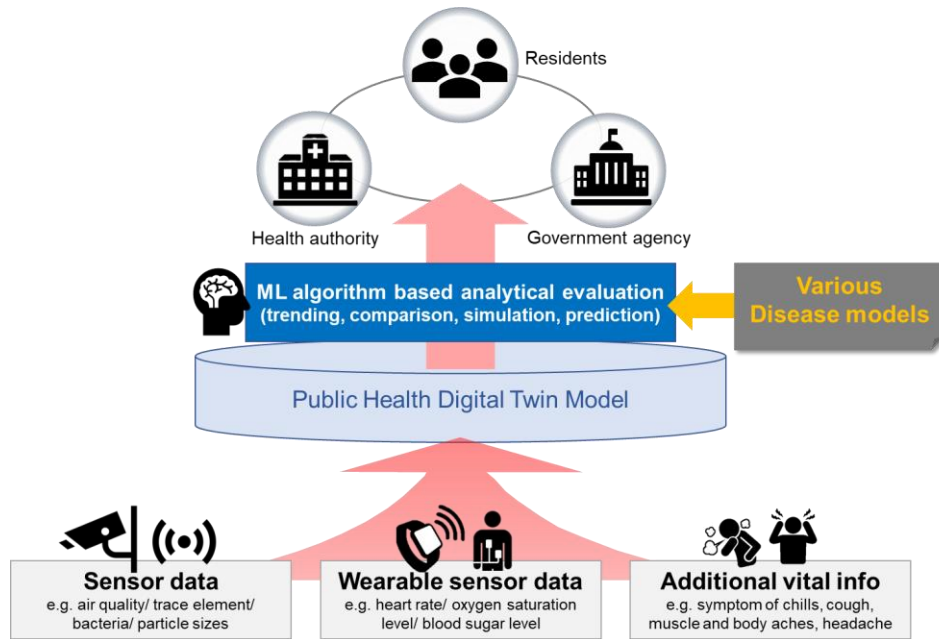 Residents
Health authority
Government agency
ML algorithm based analytical evaluation
(trending, comparison, simulation, prediction)
Various
Disease models
Public Health Digital Twin Model
Sensor data
e.g. air quality/ trace element/
bacteria/ particle sizes
Wearable sensor data
e.g. heart rate/ oxygen saturation
level/ blood sugar level
Additional vital info
e.g. symptom of chills, cough,
muscle and body aches, headache